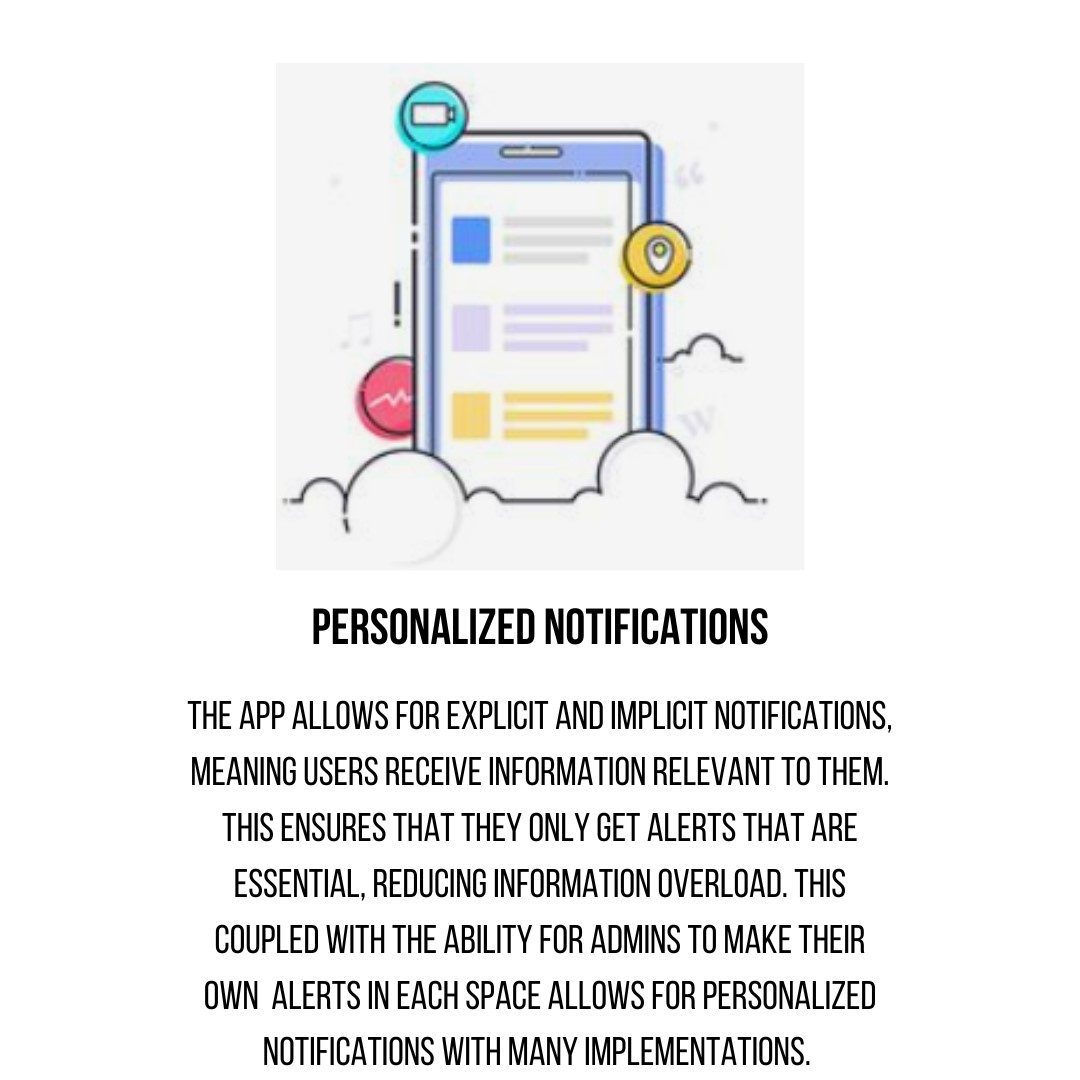 PERSONALIZED NOTIFICATIONS
THE APP ALLOWS FOR EXPLICIT AND IMPLICIT NOTIFICATIONS,
MEANING USERS RECEIVE INFORMATION RELEVANT TO THEM.
THIS ENSURES THAT THEY ONLY GET ALERTS THAT ARE
ESSENTIAL, REDUCING INFORMATION OVERLOAD. THIS
COUPLED WITH THE ABILITY FOR ADMINS TO MAKE THEIR
OWN  ALERTS IN EACH SPACE ALLOWS FOR PERSONALIZED
NOTIFICATIONS WITH MANY IMPLEMENTATIONS.